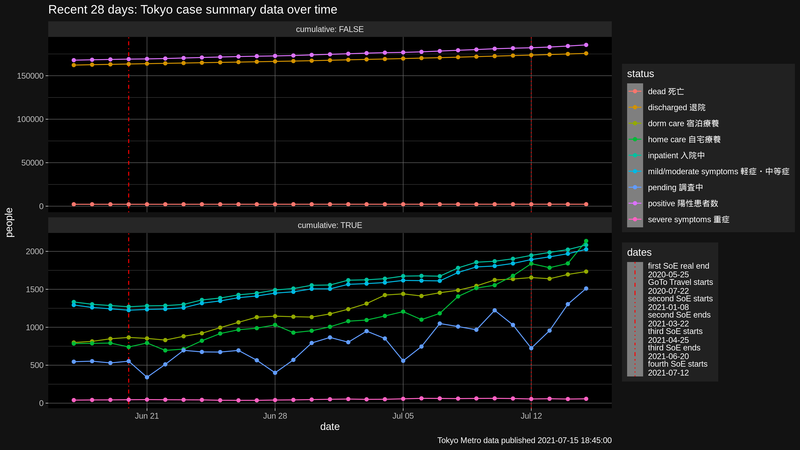 Recent 28 days: Tokyo case summary data over time
cumulative: FALSE
150000
100000
50000
0
cumulative: TRUE
2000
1500
1000
500
0
people
Jun 21
Jun 28
Jul 05
Jul 12
date
Tokyo Metro data published 2021-07-15 18:45:00
status
dead 死亡
discharged 退院
dorm care 宿泊療養
home care 自宅療養
inpatient 入院中
mild/moderate symptoms 軽症・中等症
pending 調査中
positive 陽性患者数
severe symptoms 重症
dates
first SoE real end
2020-05-25
GoTo Travel starts
2020-07-22
second SoE starts
2021-01-08
second SoE ends
2021-03-22
third SoE starts
2021-04-25
third SoE ends
2021-06-20
fourth SoE starts
2021-07-12